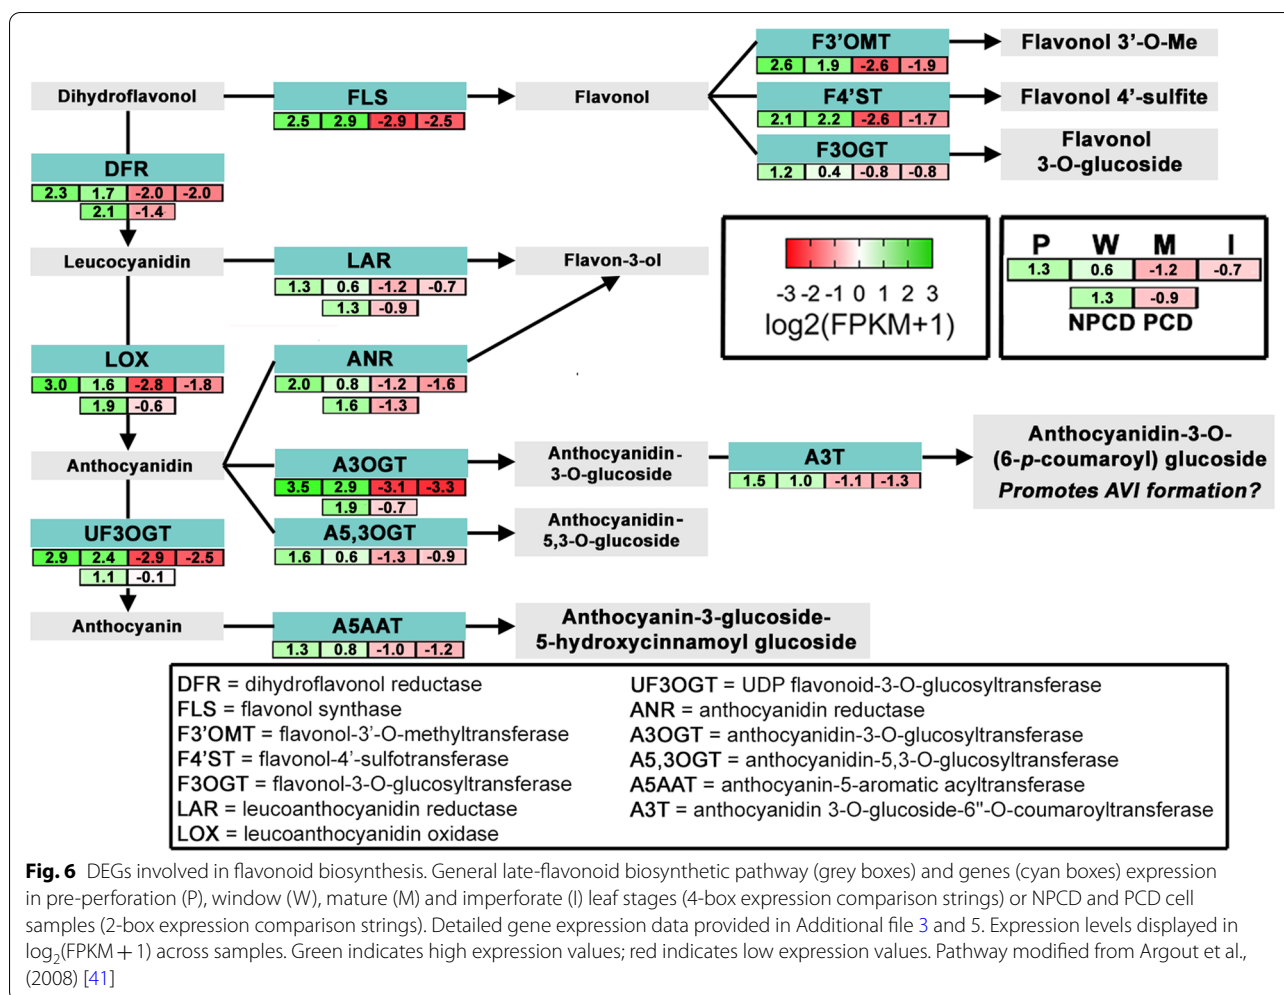 F3'OMT
2.6 1.9 -2.6 -1.9
Flavonol 3'-O-Me
Dihydroflavonol
FLS
2.5 2.9 -2.9 -2.5
Flavonol
F4'ST
2.1 2.2 -2.6 -1.7
Flavonol 4'-sulfite
F3OGT
1.2 0.4 -0.8 -0.8
Flavonol
3-O-glucoside
DFR
2.3 1.7 -2.0 -2.0
2.1 -1.4
Leucocyanidin
LAR
1.3 0.6 -1.2 -0.7
1.3 -0.9
Flavon-3-ol
-3 -2 -1 0 1 2 3
log2(FPKM+1)
P W M I
1.3 0.6 -1.2 -0.7
1.3 -0.9
NPCD PCD
LOX
3.0 1.6 -2.8 -1.8
1.9 -0.6
ANR
2.0 0.8 -1.2 -1.6
1.6 -1.3
Anthocyanidin
A3OGT
3.5 2.9 -3.1 -3.3
1.9 -0.7
Anthocyanidin-
3-O-glucoside
A3T
1.5 1.0 -1.1 -1.3
Anthocyanidin-3-O-
(6-p-coumaroyl) glucoside
Promotes AVI formation?
UF3OGT
2.9 2.4 -2.9 -2.5
1.1 -0.1
A5,3OGT
1.6 0.6 -1.3 -0.9
Anthocyanidin-
5,3-O-glucoside
Anthocyanin
A5AAT
1.3 0.8 -1.0 -1.2
Anthocyanin-3-glucoside-
5-hydroxycinnamoyl glucoside
DFR = dihydroflavonol reductase
FLS = flavonol synthase
F3'OMT = flavonol-3'-O-methyltransferase
F4'ST = flavonol-4'-sulfotransferase
F3OGT = flavonol-3-O-glucosyltransferase
LAR = leucoanthocyanidin reductase
LOX = leucoanthocyanidin oxidase
UF3OGT = UDP flavonoid-3-O-glucosyltransferase
ANR = anthocyanidin reductase
A3OGT = anthocyanidin-3-O-glucosyltransferase
A5,3OGT = anthocyanidin-5,3-O-glucosyltransferase
A5AAT = anthocyanin-5-aromatic acyltransferase
A3T = anthocyanidin 3-O-glucoside-6"-O-coumaroyltransferase
Fig. 6 DEGs involved in flavonoid biosynthesis. General late-flavonoid biosynthetic pathway (grey boxes) and genes (cyan boxes) expression
in pre-perforation (P), window (W), mature (M) and imperforate (I) leaf stages (4-box expression comparison strings) or NPCD and PCD cell
samples (2-box expression comparison strings). Detailed gene expression data provided in Additional file 3 and 5. Expression levels displayed in
log2(FPKM + 1) across samples. Green indicates high expression values; red indicates low expression values. Pathway modified from Argout et al.,
(2008) [41]